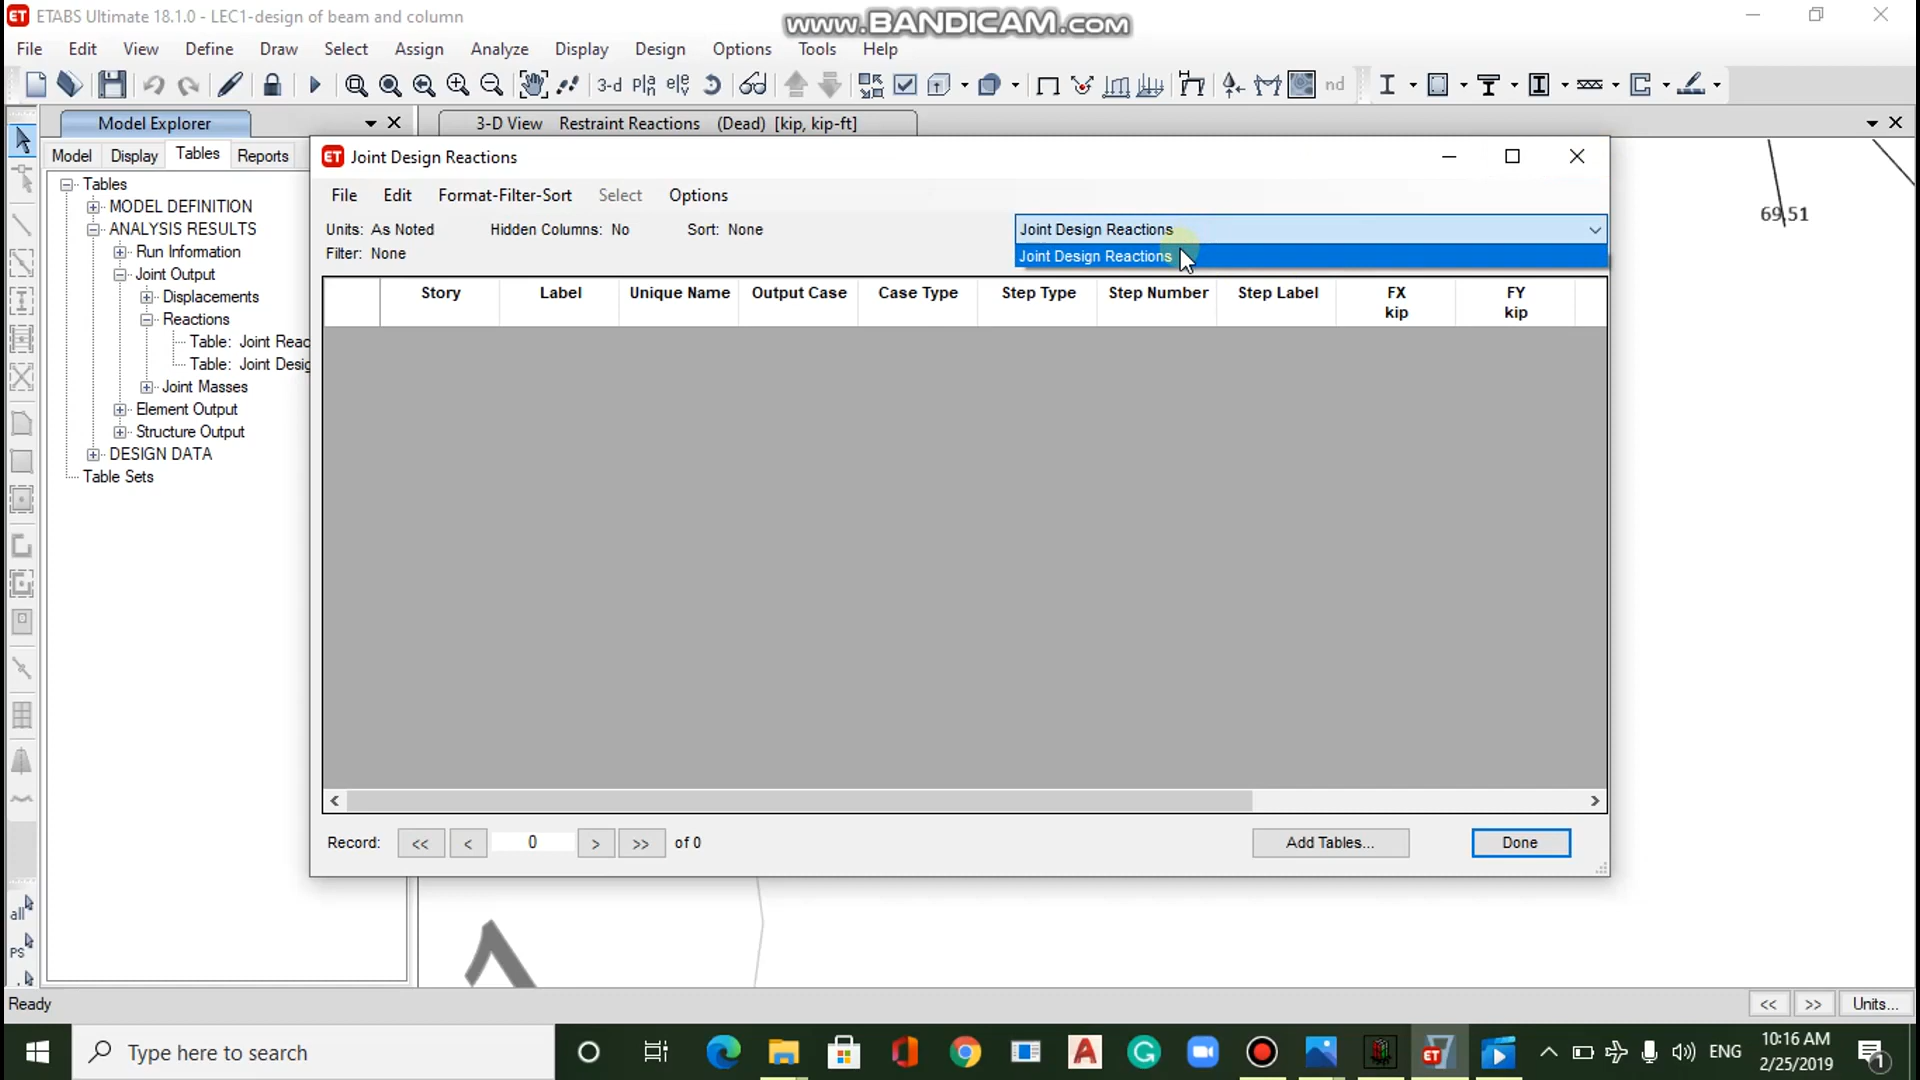 ETABS Ultimate 18.1.0 - LEC1-design of beam and column
www.BANDICAM.com
File Edit View Define Draw Select Assign Analyze Display Design Options Tools Help
3-d pla ele nd
Model Explorer
3-D View Restraint Reactions (Dead) [kip, kip-ft]
Model Display Tables Reports
Joint Design Reactions
Tables
MODEL DEFINITION
ANALYSIS RESULTS
Run Information
Joint Output
Displacements
Reactions
Table: Joint Reac
Table: Joint Desig
Joint Masses
Element Output
Structure Output
DESIGN DATA
Table Sets
File Edit Format-Filter-Sort Select Options
Units: As Noted Hidden Columns: No Sort: None
Filter: None
Joint Design Reactions
Joint Design Reactions
Story Label Unique Name Output Case Case Type Step Type Step Number Step Label FX kip FY kip
69.51
Record: << < 0 > >> of 0 Add Tables... Done
all
PS
Ready
<< >> Units...
Type here to search
ENG
10:16 AM
2/25/2019
1